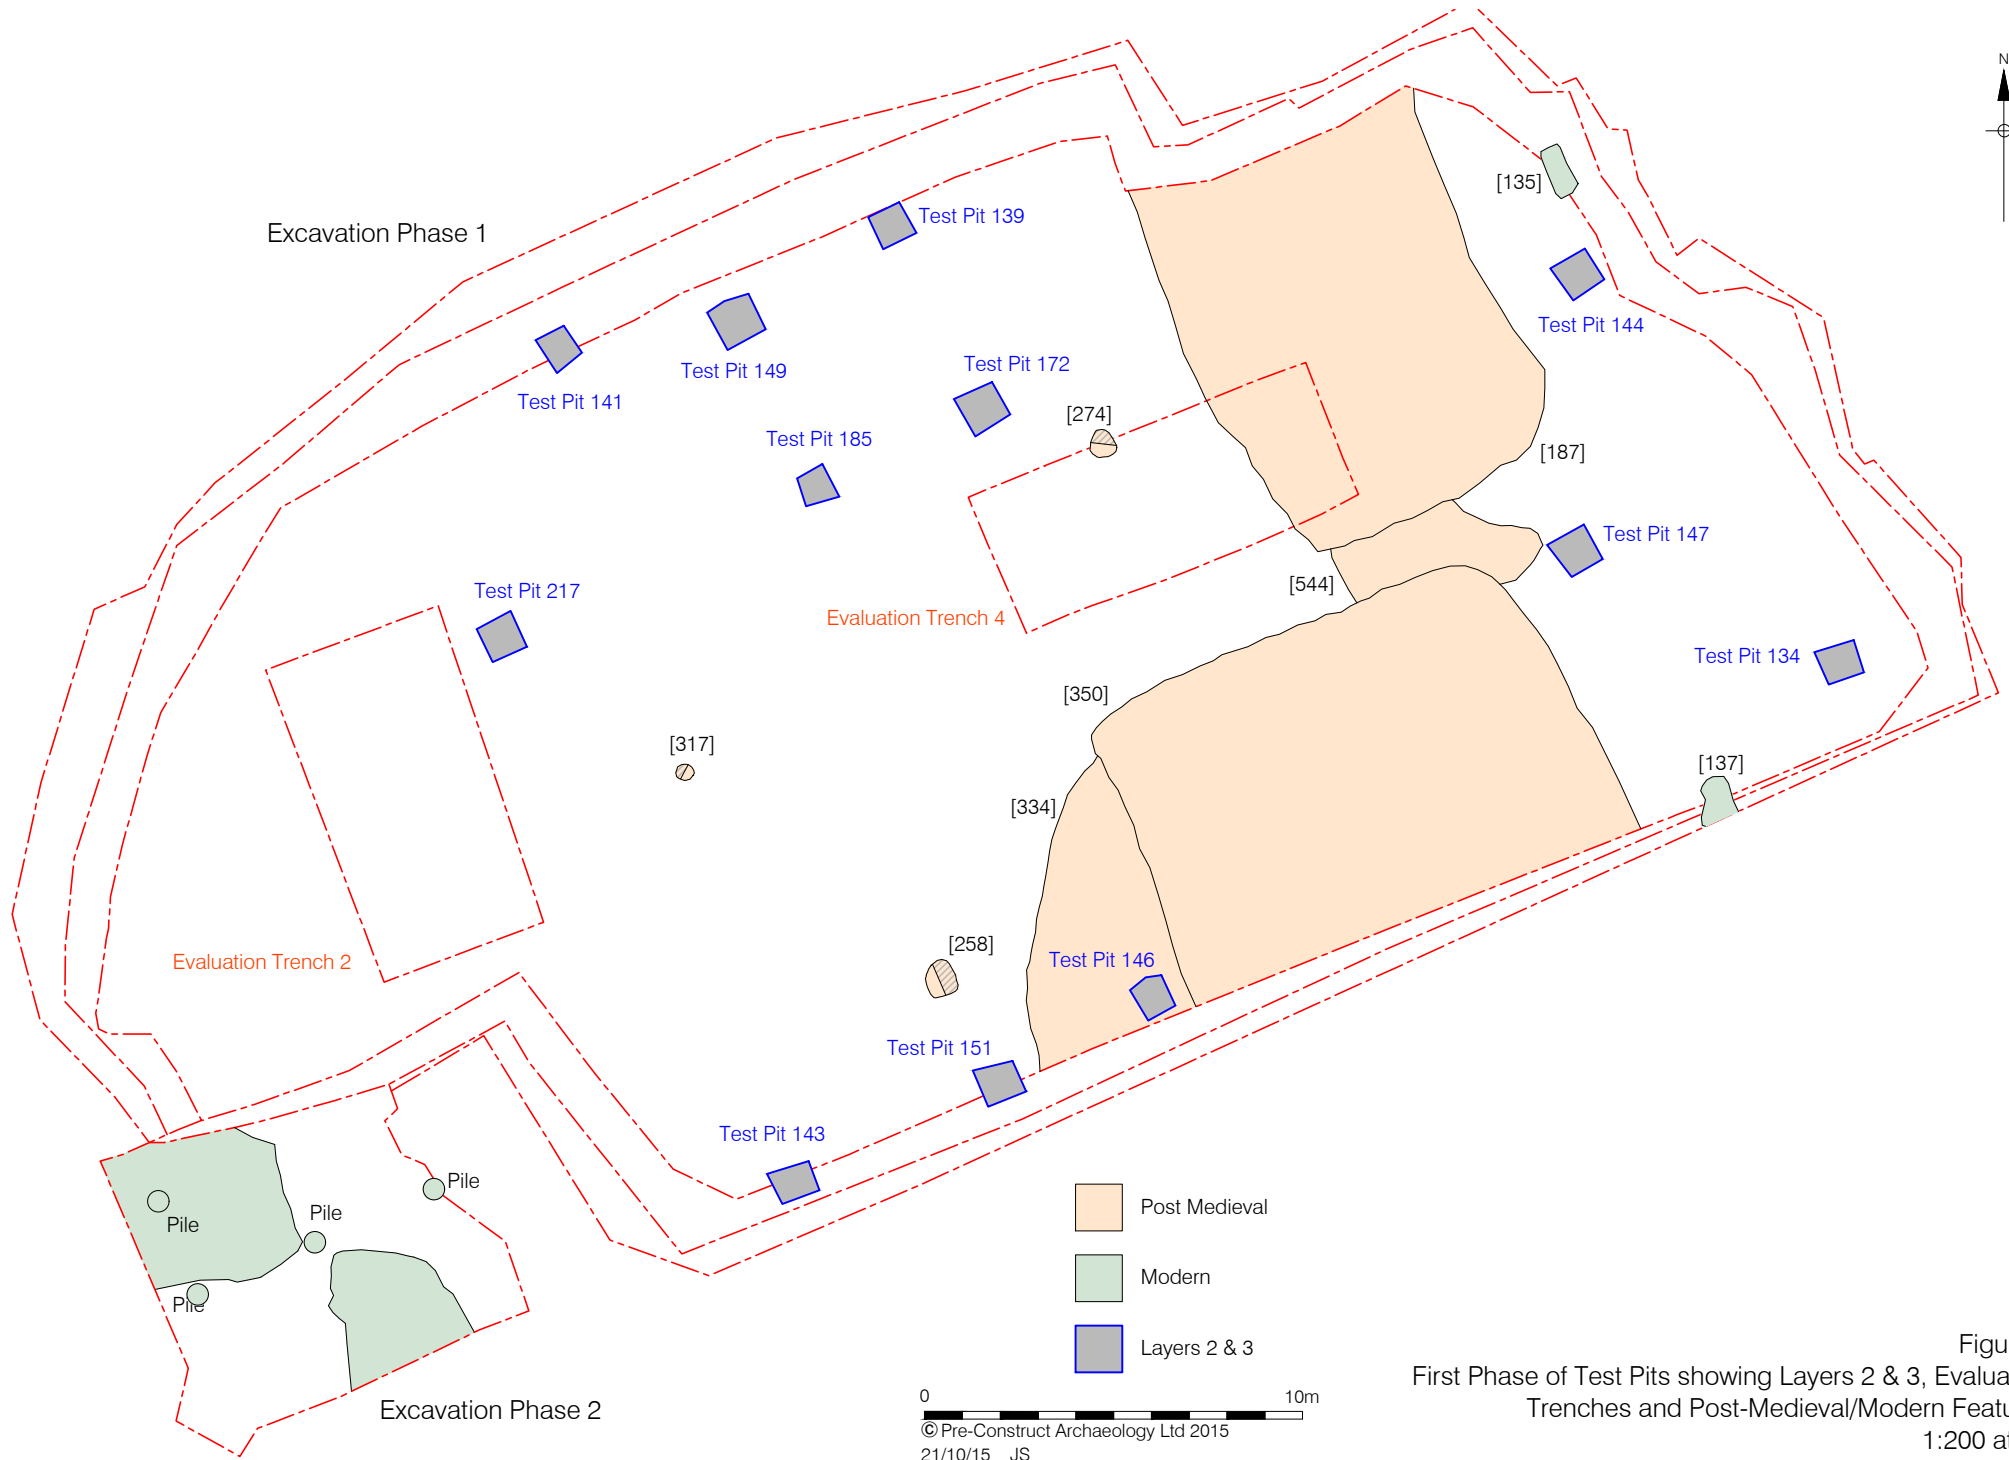 N
Excavation Phase 1
[135]
Test Pit 139
Test Pit 144
Test Pit 149
Test Pit 172
Test Pit 141
[274]
Test Pit 185
[187]
Test Pit 147
[544]
Test Pit 217
Evaluation Trench 4
Test Pit 134
[350]
[317]
[137]
[334]
[258]
Test Pit 146
Evaluation Trench 2
Test Pit 151
Test Pit 143
Pile
Pile
Pile
Pile
Post Medieval
Modern
Layers 2 & 3
Excavation Phase 2
0 10m
© Pre-Construct Archaeology Ltd 2015
21/10/15 JS
Figu
First Phase of Test Pits showing Layers 2 & 3, Evalua
Trenches and Post-Medieval/Modern Featu
1:200 a